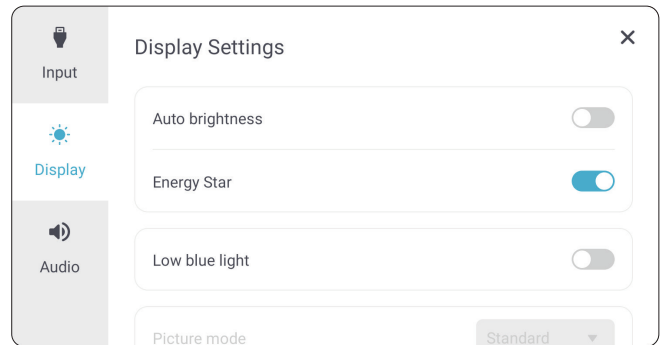 Input
Display
Audio
Display Settings
Auto brightness
Energy Star
Low blue light
Picture mode Standard